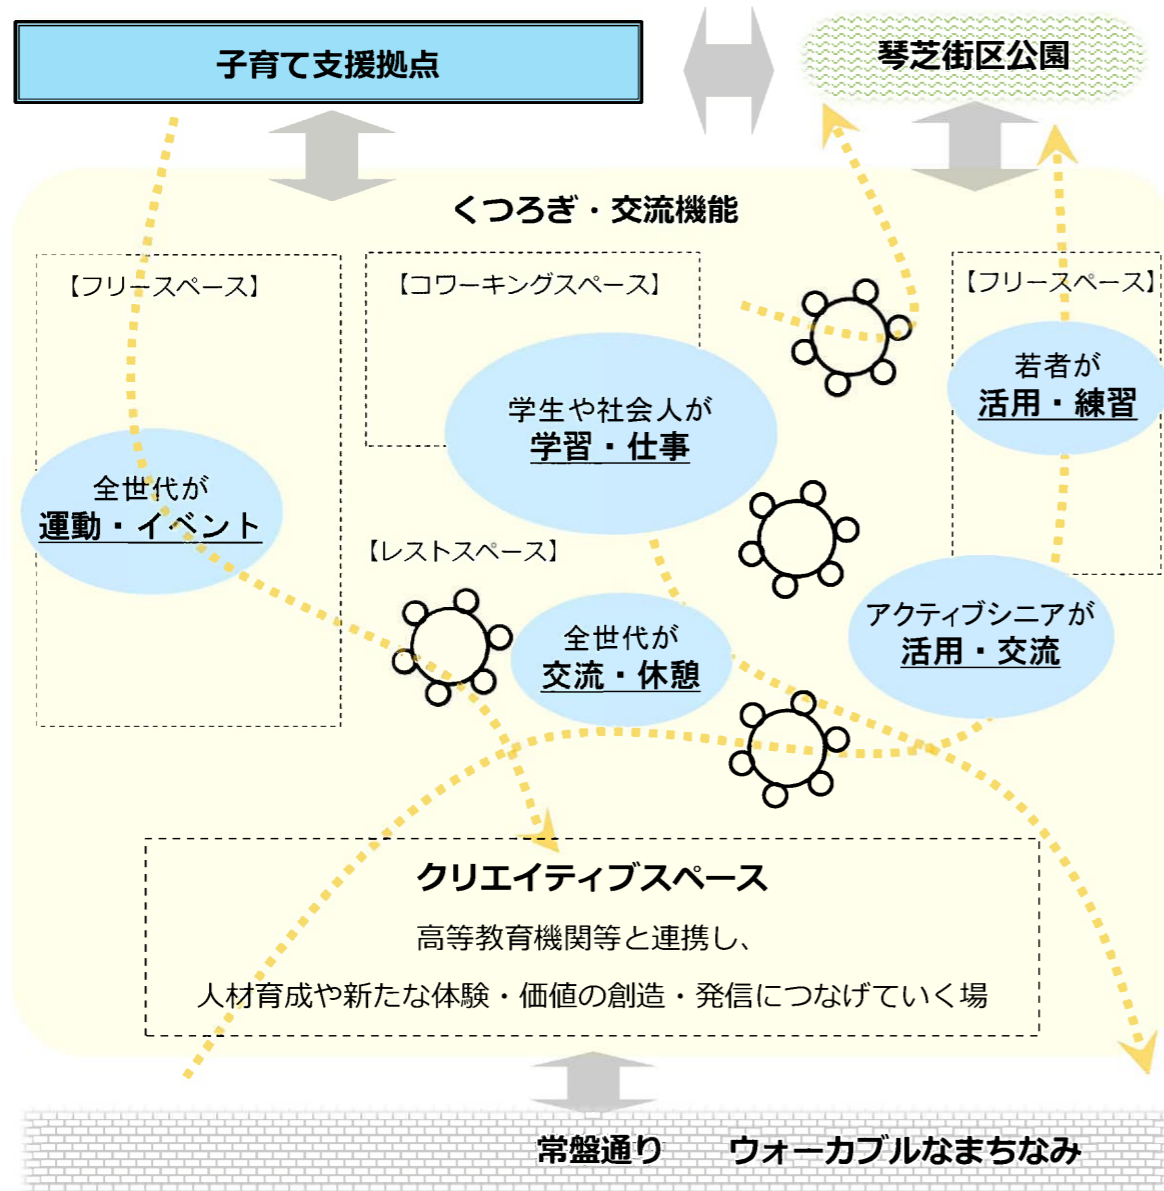 子育て支援拠点
琴芝街区公園
くつろぎ・交流機能
【フリースペース】
【コワーキングスペース】
【フリースペース】
若者が
活用・練習
学生や社会人が
学習・仕事
全世代が
運動・イベント
【レストスペース】
全世代が
交流・休憩
アクティブシニアが
活用・交流
クリエイティブスペース
高等教育機関等と連携し、
人材育成や新たな体験・価値の創造・発信につなげていく場
常盤通り　ウォーカブルなまちなみ